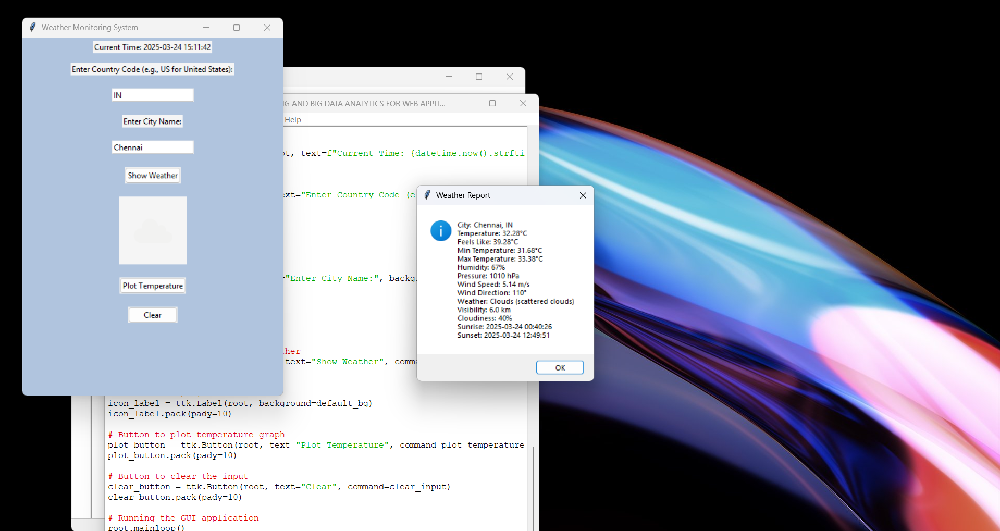 Weather Monitoring System
Current Time: 2025-03-24 15:11:42
Enter Country Code (e.g., US for United States):
IN
Enter City Name:
Chennai
Show Weather
Plot Temperature
Clear
AND BIG DATA ANALYTICS FOR WEB APPLI...
Help
text=f"Current Time: {datetime.now().strfti
="Enter Country Code (e
="Enter City Name:", backg
text="Show Weather", comma
icon_label = ttk.Label(root, background=default_bg)
icon_label.pack(pady=10)
# Button to plot temperature graph
plot_button = ttk.Button(root, text="Plot Temperature", command=plot_temperature
plot_button.pack(pady=10)
# Button to clear the input
clear_button = ttk.Button(root, text="Clear", command=clear_input)
clear_button.pack(pady=10)
# Running the GUI application
root.mainloop()
Weather Report
City: Chennai, IN
Temperature: 32.28°C
Feels Like: 39.28°C
Min Temperature: 31.68°C
Max Temperature: 33.38°C
Humidity: 67%
Pressure: 1010 hPa
Wind Speed: 5.14 m/s
Wind Direction: 110°
Weather: Clouds (scattered clouds)
Visibility: 6.0 km
Cloudiness: 40%
Sunrise: 2025-03-24 00:40:26
Sunset: 2025-03-24 12:49:51
OK